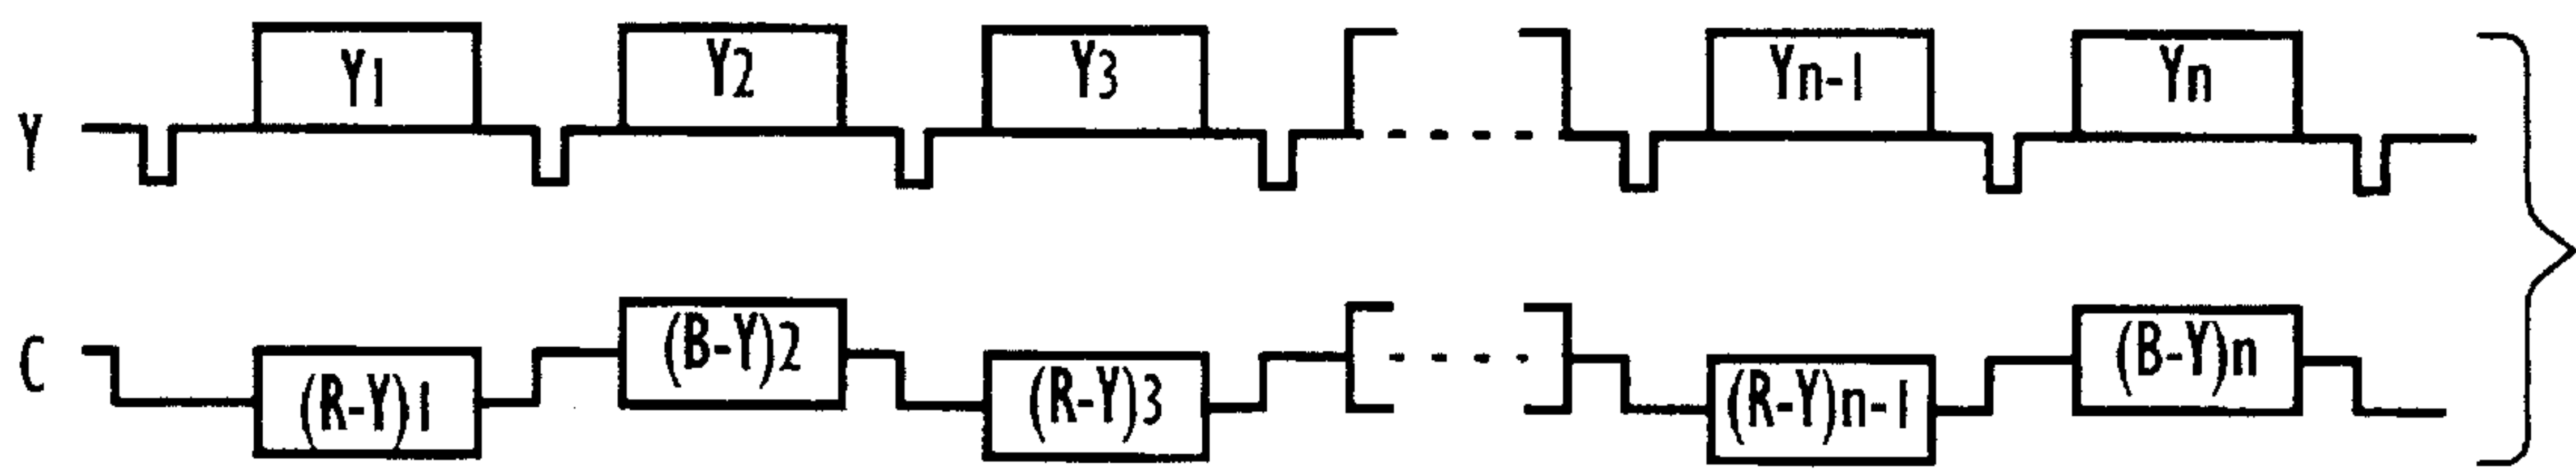 Y Y1 Y2 Y3 Yn-1 Yn
C (R-Y)1 (B-Y)2 (R-Y)3 (R-Y)n-1 (B-Y)n